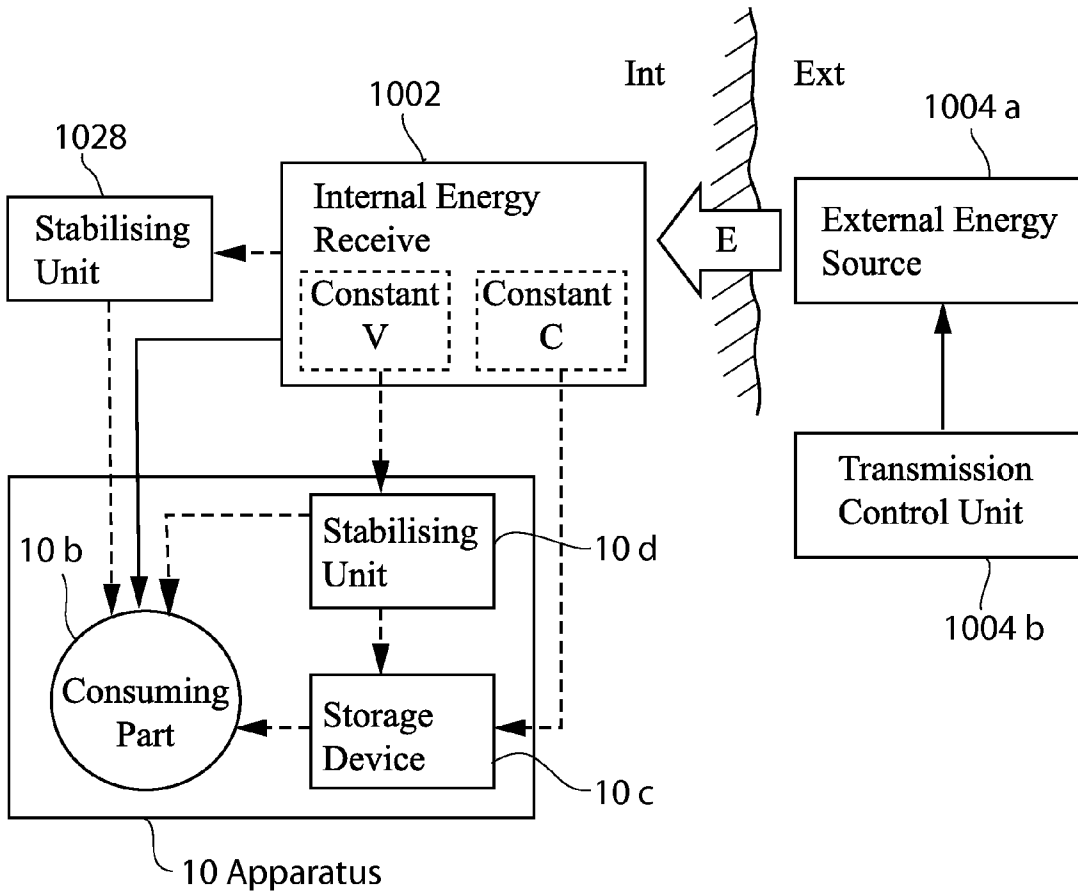 Int
Ext
1002
1004 a
1028
Internal Energy
Receive
Stabilising
Unit
E
External Energy
Source
Constant
V
Constant
C
Transmission
Control Unit
Stabilising
Unit
10 b
10 d
1004 b
Consuming
Part
Storage
Device
10 c
10 Apparatus